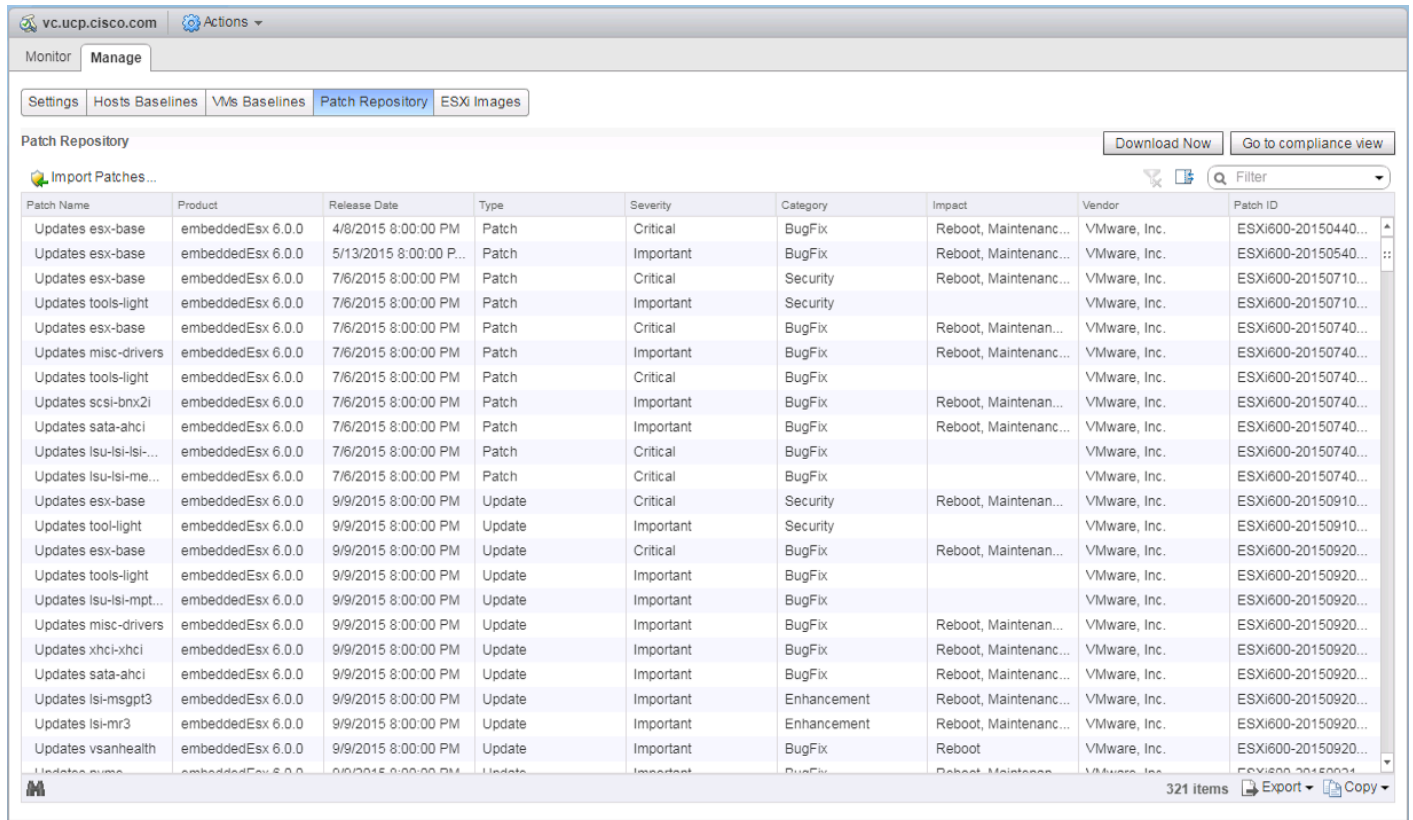 vc.ucp.cisco.com Actions
Monitor Manage
Settings Hosts Baselines VMs Baselines Patch Repository ESXi Images
Patch Repository Download Now Go to compliance view
Import Patches... Filter
Patch Name Product Release Date Type Severity Category Impact Vendor Patch ID
Updates esx-base embeddedEsx 6.0.0 4/8/2015 8:00:00 PM Patch Critical BugFix Reboot, Maintenanc... VMware, Inc. ESXi600-20150440...
Updates esx-base embeddedEsx 6.0.0 5/13/2015 8:00:00 P... Patch Important BugFix Reboot, Maintenanc... VMware, Inc. ESXi600-20150540...
Updates esx-base embeddedEsx 6.0.0 7/6/2015 8:00:00 PM Patch Critical Security Reboot, Maintenanc... VMware, Inc. ESXi600-20150710...
Updates tools-light embeddedEsx 6.0.0 7/6/2015 8:00:00 PM Patch Important Security VMware, Inc. ESXi600-20150710...
Updates esx-base embeddedEsx 6.0.0 7/6/2015 8:00:00 PM Patch Critical BugFix Reboot, Maintenan... VMware, Inc. ESXi600-20150740...
Updates misc-drivers embeddedEsx 6.0.0 7/6/2015 8:00:00 PM Patch Important BugFix Reboot, Maintenanc... VMware, Inc. ESXi600-20150740...
Updates tools-light embeddedEsx 6.0.0 7/6/2015 8:00:00 PM Patch Critical BugFix VMware, Inc. ESXi600-20150740...
Updates scsi-bnx2i embeddedEsx 6.0.0 7/6/2015 8:00:00 PM Patch Important BugFix Reboot, Maintenan... VMware, Inc. ESXi600-20150740...
Updates sata-ahci embeddedEsx 6.0.0 7/6/2015 8:00:00 PM Patch Important BugFix Reboot, Maintenanc... VMware, Inc. ESXi600-20150740...
Updates lsu-lsi-lsi-... embeddedEsx 6.0.0 7/6/2015 8:00:00 PM Patch Critical BugFix VMware, Inc. ESXi600-20150740...
Updates lsu-lsi-me... embeddedEsx 6.0.0 7/6/2015 8:00:00 PM Patch Critical BugFix VMware, Inc. ESXi600-20150740...
Updates esx-base embeddedEsx 6.0.0 9/9/2015 8:00:00 PM Update Critical Security Reboot, Maintenan... VMware, Inc. ESXi600-20150910...
Updates tool-light embeddedEsx 6.0.0 9/9/2015 8:00:00 PM Update Important Security VMware, Inc. ESXi600-20150910...
Updates esx-base embeddedEsx 6.0.0 9/9/2015 8:00:00 PM Update Critical BugFix Reboot, Maintenan... VMware, Inc. ESXi600-20150920...
Updates tools-light embeddedEsx 6.0.0 9/9/2015 8:00:00 PM Update Important BugFix VMware, Inc. ESXi600-20150920...
Updates lsu-lsi-mpt... embeddedEsx 6.0.0 9/9/2015 8:00:00 PM Update Important BugFix VMware, Inc. ESXi600-20150920...
Updates misc-drivers embeddedEsx 6.0.0 9/9/2015 8:00:00 PM Update Important BugFix Reboot, Maintenan... VMware, Inc. ESXi600-20150920...
Updates xhci-xhci embeddedEsx 6.0.0 9/9/2015 8:00:00 PM Update Important BugFix Reboot, Maintenanc... VMware, Inc. ESXi600-20150920...
Updates sata-ahci embeddedEsx 6.0.0 9/9/2015 8:00:00 PM Update Important BugFix Reboot, Maintenanc... VMware, Inc. ESXi600-20150920...
Updates lsi-msgpt3 embeddedEsx 6.0.0 9/9/2015 8:00:00 PM Update Important Enhancement Reboot, Maintenanc... VMware, Inc. ESXi600-20150920...
Updates lsi-mr3 embeddedEsx 6.0.0 9/9/2015 8:00:00 PM Update Important Enhancement Reboot, Maintenanc... VMware, Inc. ESXi600-20150920...
Updates vsanhealth embeddedEsx 6.0.0 9/9/2015 8:00:00 PM Update Important BugFix Reboot VMware, Inc. ESXi600-20150920...
321 items Export Copy